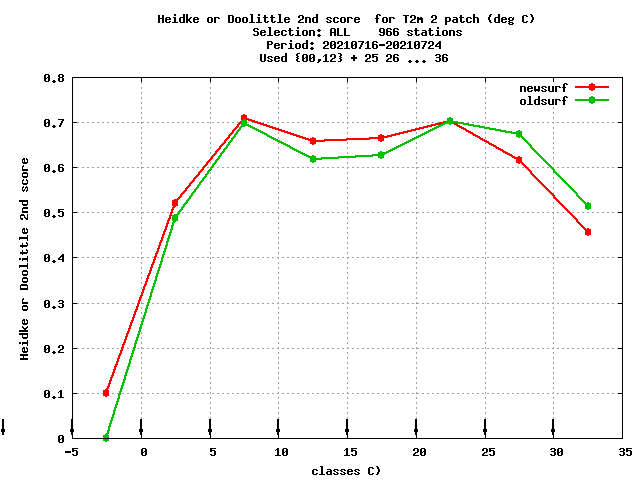 Heidke or Doolittle 2nd score  for T2m 2 patch (deg C)
Selection: ALL    966 stations
Period: 20210716-20210724
Used {00,12} + 25 26 ... 36
newsurf
oldsurf
Heidke or Doolittle 2nd score
0.8
0.7
0.6
0.5
0.4
0.3
0.2
0.1
0
-5 0 5 10 15 20 25 30 35
classes C)